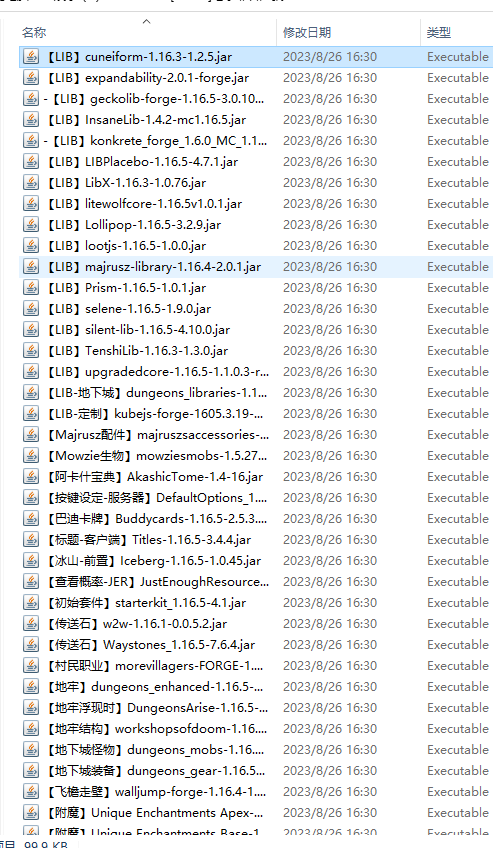 名称 修改日期 类型
【LIB】cuneiform-1.16.3-1.2.5.jar 2023/8/26 16:30 Executable
【LIB】expandability-2.0.1-forge.jar 2023/8/26 16:30 Executable
-【LIB】geckolib-forge-1.16.5-3.0.10... 2023/8/26 16:30 Executable
【LIB】InsaneLib-1.4.2-mc1.16.5.jar 2023/8/26 16:30 Executable
-【LIB】konkrete_forge_1.6.0_MC_1.1... 2023/8/26 16:30 Executable
【LIB】LIBPlacebo-1.16.5-4.7.1.jar 2023/8/26 16:30 Executable
【LIB】LibX-1.16.3-1.0.76.jar 2023/8/26 16:30 Executable
【LIB】litewolfcore-1.16.5v1.0.1.jar 2023/8/26 16:30 Executable
【LIB】Lollipop-1.16.5-3.2.9.jar 2023/8/26 16:30 Executable
【LIB】lootjs-1.16.5-1.0.0.jar 2023/8/26 16:30 Executable
【LIB】majrusz-library-1.16.4-2.0.1.jar 2023/8/26 16:30 Executable
【LIB】Prism-1.16.5-1.0.1.jar 2023/8/26 16:30 Executable
【LIB】selene-1.16.5-1.9.0.jar 2023/8/26 16:30 Executable
【LIB】silent-lib-1.16.5-4.10.0.jar 2023/8/26 16:30 Executable
【LIB】TenshiLib-1.16.3-1.3.0.jar 2023/8/26 16:30 Executable
【LIB】upgradedcore-1.16.5-1.1.0.3-r... 2023/8/26 16:30 Executable
【LIB-地下城】dungeons_libraries-1.1... 2023/8/26 16:30 Executable
【LIB-定制】kubejs-forge-1605.3.19-... 2023/8/26 16:30 Executable
【Majrusz配件】majruszsaccessories-... 2023/8/26 16:30 Executable
【Mowzie生物】mowziesmobs-1.5.27... 2023/8/26 16:30 Executable
【阿卡什宝典】AkashicTome-1.4-16.jar 2023/8/26 16:30 Executable
【按键设定-服务器】DefaultOptions_1.... 2023/8/26 16:30 Executable
【巴迪卡牌】Buddycards-1.16.5-2.5.3.... 2023/8/26 16:30 Executable
【标题-客户端】Titles-1.16.5-3.4.4.jar 2023/8/26 16:30 Executable
【冰山-前置】Iceberg-1.16.5-1.0.45.jar 2023/8/26 16:30 Executable
【查看概率-JER】JustEnoughResource... 2023/8/26 16:30 Executable
【初始套件】starterkit_1.16.5-4.1.jar 2023/8/26 16:30 Executable
【传送石】w2w-1.16.1-0.0.5.2.jar 2023/8/26 16:30 Executable
【传送石】Waystones_1.16.5-7.6.4.jar 2023/8/26 16:30 Executable
【村民职业】morevillagers-FORGE-1.... 2023/8/26 16:30 Executable
【地牢】dungeons_enhanced-1.16.5-... 2023/8/26 16:30 Executable
【地牢浮现时】DungeonsArise-1.16.5-... 2023/8/26 16:30 Executable
【地牢结构】workshopsofdoom-1.16.... 2023/8/26 16:30 Executable
【地下城怪物】dungeons_mobs-1.16.... 2023/8/26 16:30 Executable
【地下城装备】dungeons_gear-1.16.5... 2023/8/26 16:30 Executable
【飞檐走壁】walljump-forge-1.16.4-1.... 2023/8/26 16:30 Executable
【附魔】Unique Enchantments Apex-... 2023/8/26 16:30 Executable
【附魔】Unique Enchantments Base-1... 2023/8/26 16:30 Executable
99.9 KB